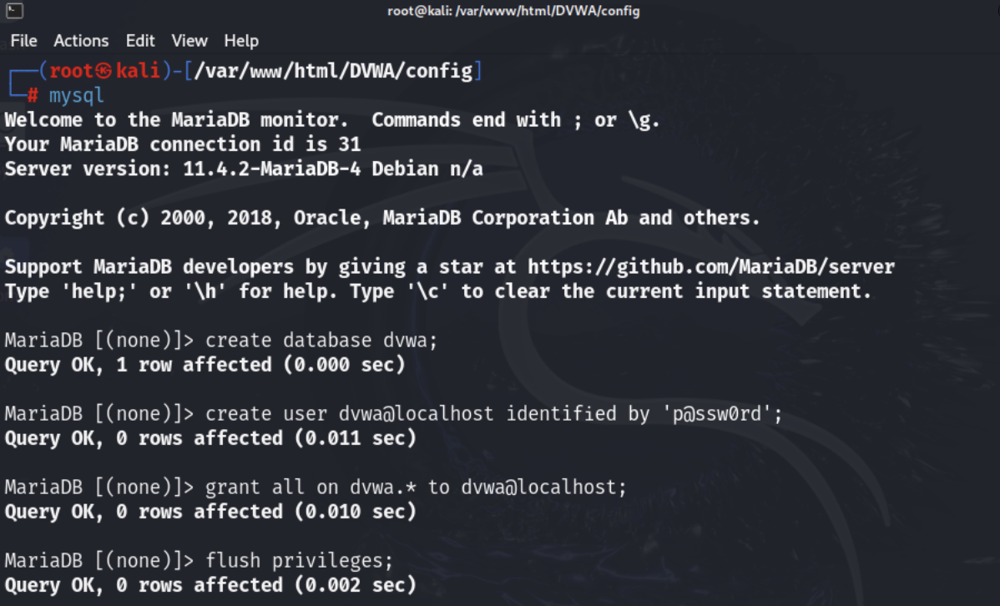 root@kali: /var/www/html/DVWA/config
File Actions Edit View Help
┌──(root㉿kali)-[/var/www/html/DVWA/config]
└─# mysql
Welcome to the MariaDB monitor.  Commands end with ; or \g.
Your MariaDB connection id is 31
Server version: 11.4.2-MariaDB-4 Debian n/a
Copyright (c) 2000, 2018, Oracle, MariaDB Corporation Ab and others.
Support MariaDB developers by giving a star at https://github.com/MariaDB/server
Type 'help;' or '\h' for help. Type '\c' to clear the current input statement.
MariaDB [(none)]> create database dvwa;
Query OK, 1 row affected (0.000 sec)
MariaDB [(none)]> create user dvwa@localhost identified by 'p@ssw0rd';
Query OK, 0 rows affected (0.011 sec)
MariaDB [(none)]> grant all on dvwa.* to dvwa@localhost;
Query OK, 0 rows affected (0.010 sec)
MariaDB [(none)]> flush privileges;
Query OK, 0 rows affected (0.002 sec)